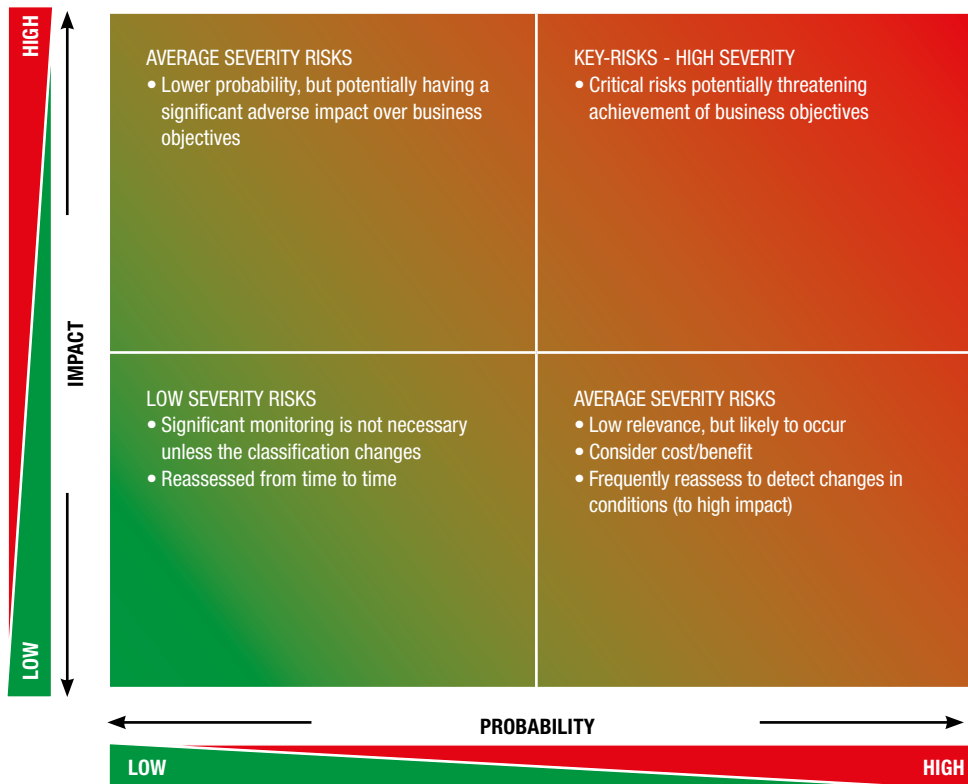 HIGH
AVERAGE SEVERITY RISKS
• Lower probability, but potentially having a
significant adverse impact over business
objectives
KEY-RISKS - HIGH SEVERITY
• Critical risks potentially threatening
achievement of business objectives
IMPACT
LOW SEVERITY RISKS
• Significant monitoring is not necessary
unless the classification changes
• Reassessed from time to time
AVERAGE SEVERITY RISKS
• Low relevance, but likely to occur
• Consider cost/benefit
• Frequently reassess to detect changes in
conditions (to high impact)
LOW
PROBABILITY
LOW
HIGH